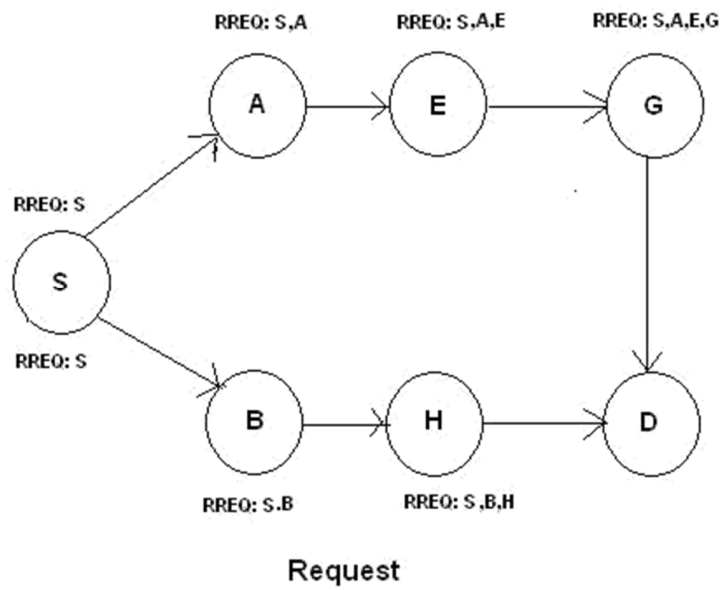 RREQ: S,A
RREQ: S,A,E
RREQ: S,A,E,G
A
E
G
RREQ: S
S
RREQ: S
B
H
D
RREQ: S.B
RREQ: S,B,H
Request